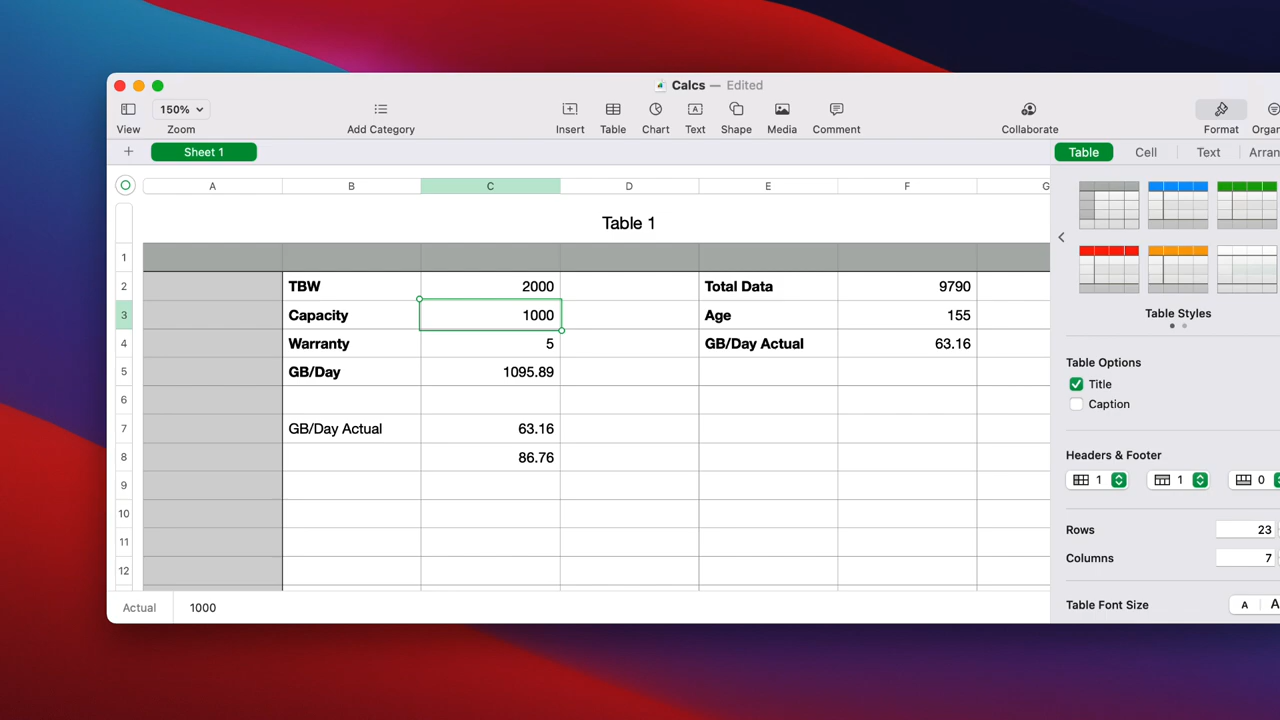 Calcs — Edited
150%
View Zoom Add Category Insert Table Chart Text Shape Media Comment Collaborate Format Organ
Sheet 1
Table Cell Text Arran
A B C D E F G
Table 1
1
2 TBW 2000 Total Data 9790
3 Capacity 1000 Age 155
4 Warranty 5 GB/Day Actual 63.16
5 GB/Day 1095.89
6
7 GB/Day Actual 63.16
8 86.76
9
10
11
12
Actual 1000
Table Styles
Table Options
Title
Caption
Headers & Footer
1 1 0
Rows 23
Columns 7
Table Font Size A A